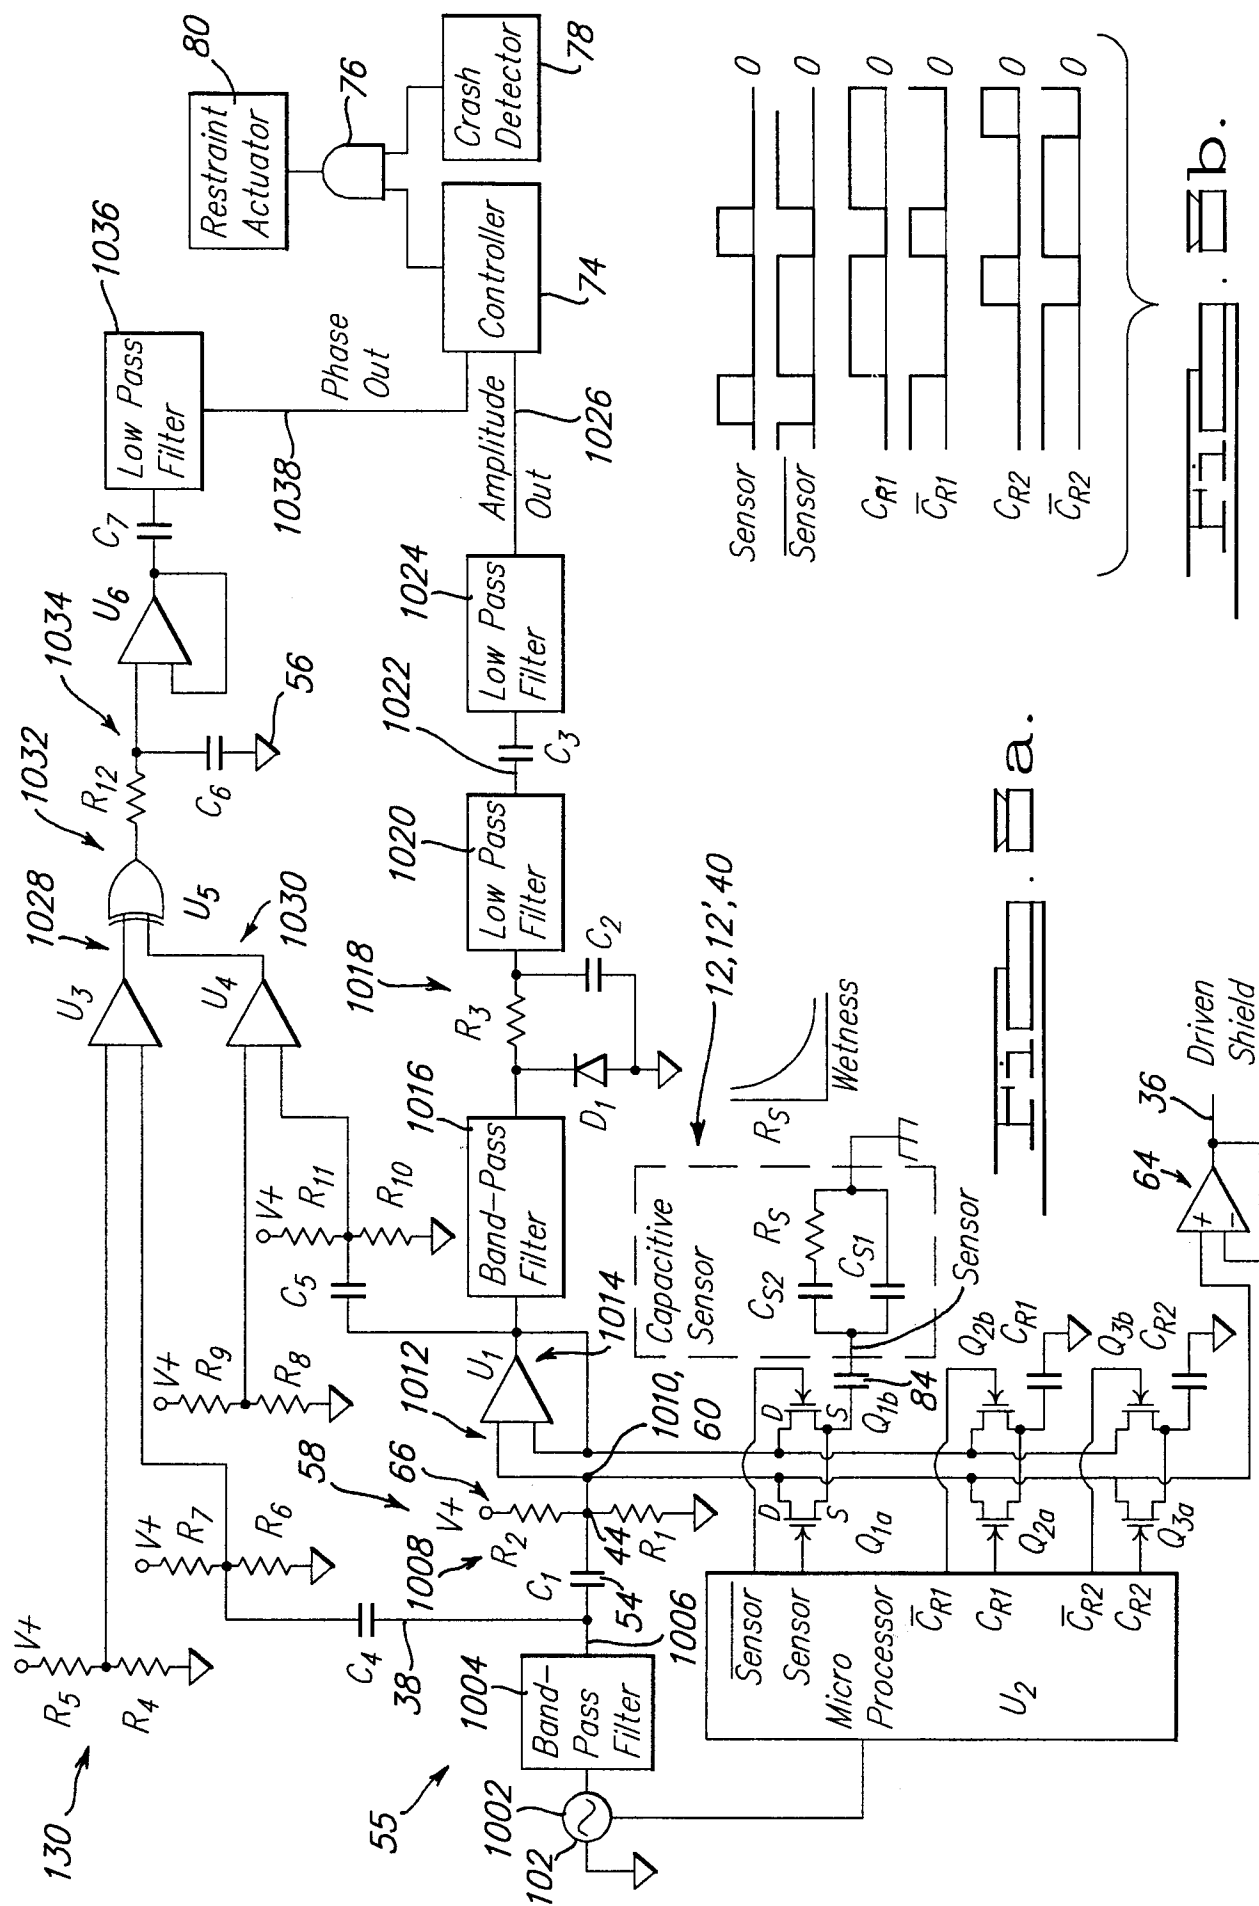 130
R5
V+
R4
R7
V+
R6
R9
V+
R8
R11
V+
R10
C4
38
C5
U3
U4
1028
1030
U5
1032
R12
C6
1034
56
U6
C7
Low Pass
Filter
1036
1038
Phase
Out
Restraint
Actuator
80
76
Crash
Detector
78
Controller
74
55
1002
102
1004
Band-
Pass
Filter
1006
C1
54
1008
58
66
V+
R2
R1
44
1010,
60
1012
U1
1014
Band-Pass
Filter
1016
D1
R3
1018
C2
Low Pass
Filter
1020
1022
C3
Low Pass
Filter
1024
Amplitude
Out
1026
Sensor
Sensor
Micro
Processor
C̅R1
CR1
C̅R2
CR2
U2
D
S
Q1a
D
S
Q1b
84
Q2a
Q2b
CR1
Q3a
Q3b
CR2
Capacitive
Sensor
CS2
RS
CS1
Sensor
12,12',40
RS
Wetness
64
+
−
36
Driven
Shield
Fig. a.
Sensor 0
Sensor 0
CR1 0
C̅R1 0
CR2 0
C̅R2 0
b.